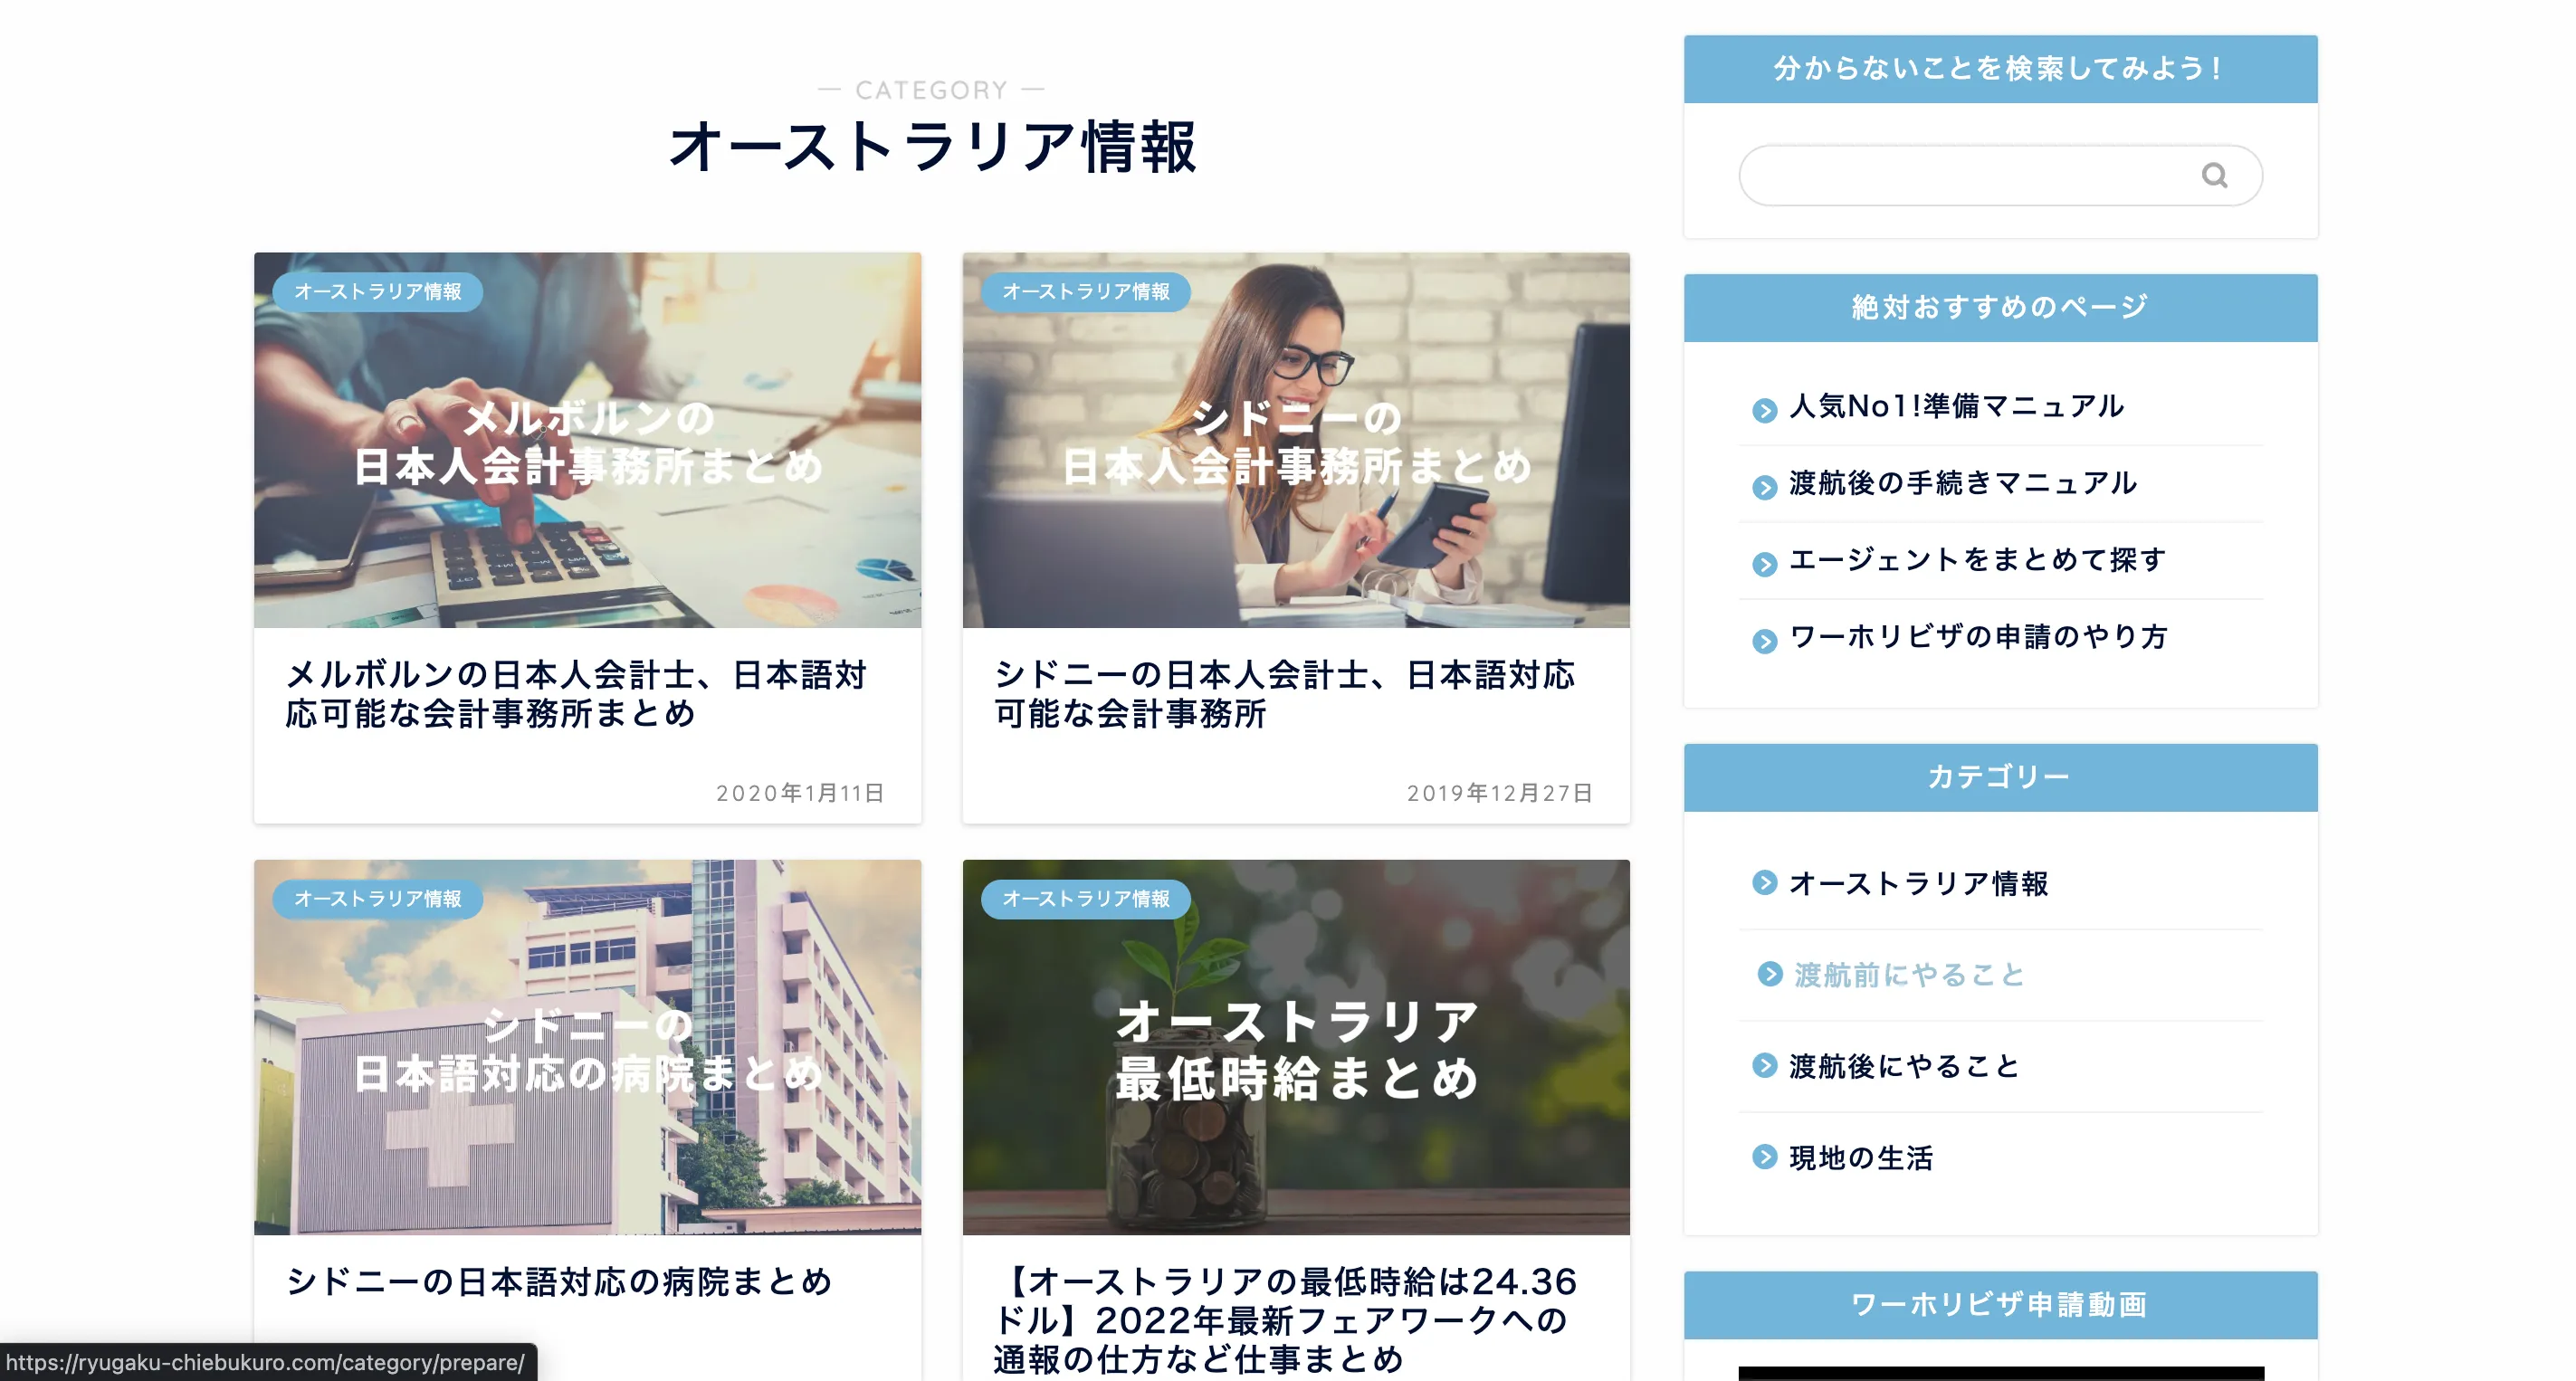 — CATEGORY —
オーストラリア情報
オーストラリア情報
メルボルンの
日本人会計事務所まとめ
メルボルンの日本人会計士、日本語対
応可能な会計事務所まとめ
2020年1月11日
オーストラリア情報
シドニーの
日本人会計事務所まとめ
シドニーの日本人会計士、日本語対応
可能な会計事務所
2019年12月27日
オーストラリア情報
シドニーの
日本語対応の病院まとめ
シドニーの日本語対応の病院まとめ
オーストラリア情報
オーストラリア
最低時給まとめ
【オーストラリアの最低時給は24.36
ドル】2022年最新フェアワークへの
通報の仕方など仕事まとめ
分からないことを検索してみよう！
絶対おすすめのページ
人気No1!準備マニュアル
渡航後の手続きマニュアル
エージェントをまとめて探す
ワーホリビザの申請のやり方
カテゴリー
オーストラリア情報
渡航前にやること
渡航後にやること
現地の生活
ワーホリビザ申請動画
https://ryugaku-chiebukuro.com/category/prepare/